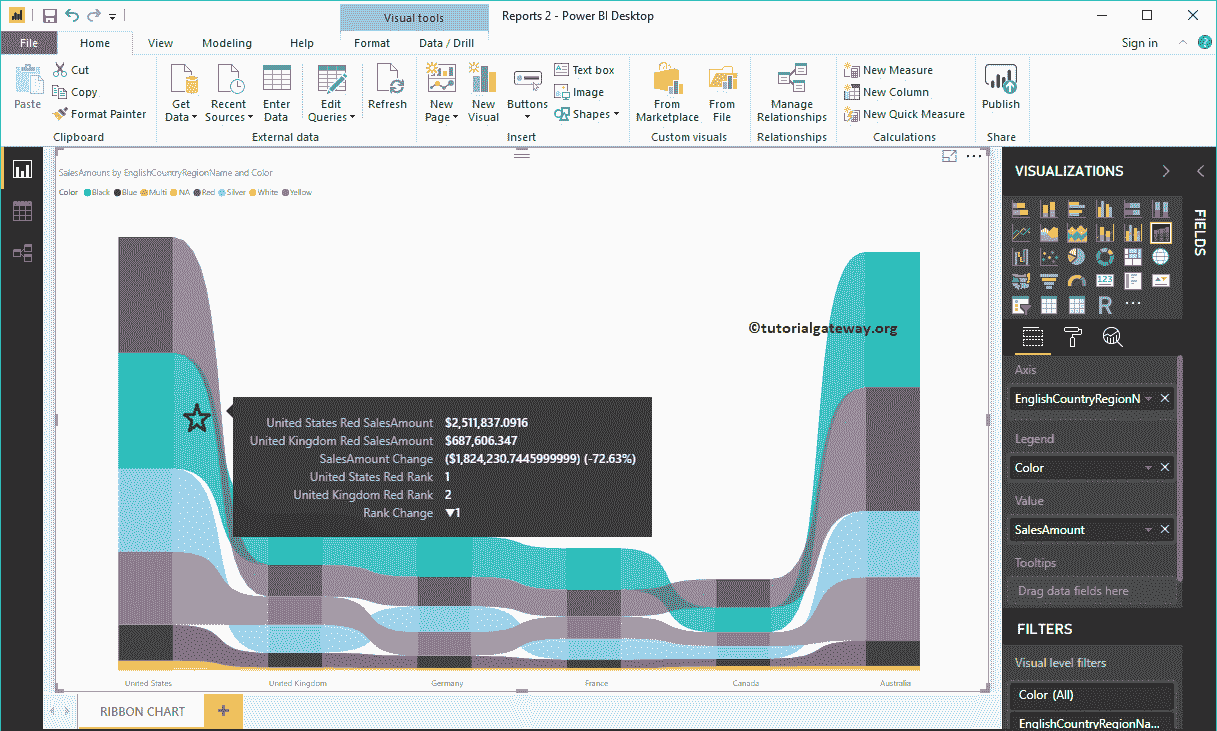 Visual tools
Reports 2 - Power BI Desktop
File Home View Modeling Help Format Data / Drill Sign in
Paste
Cut
Copy
Format Painter
Clipboard
Get Data
Recent Sources
Enter Data
Edit Queries
External data
Refresh
New Page
New Visual
Buttons
Text box
Image
Shapes
Insert
From Marketplace
From File
Custom visuals
Manage Relationships
Relationships
New Measure
New Column
New Quick Measure
Calculations
Publish
Share
SalesAmount by EnglishCountryRegionName and Color
Color Black Blue Multi NA Red Silver White Yellow
©tutorialgateway.org
United States Red SalesAmount $2,511,837.0916
United Kingdom Red SalesAmount $687,606.347
SalesAmount Change ($1,824,230.7445999999) (-72.63%)
United States Red Rank 1
United Kingdom Red Rank 2
Rank Change ▼1
United States United Kingdom Germany France Canada Australia
RIBBON CHART +
VISUALIZATIONS
FIELDS
123
R
Axis
EnglishCountryRegionN
Legend
Color
Value
SalesAmount
Tooltips
Drag data fields here
FILTERS
Visual level filters
Color (All)
EnglishCountryRegionNa...